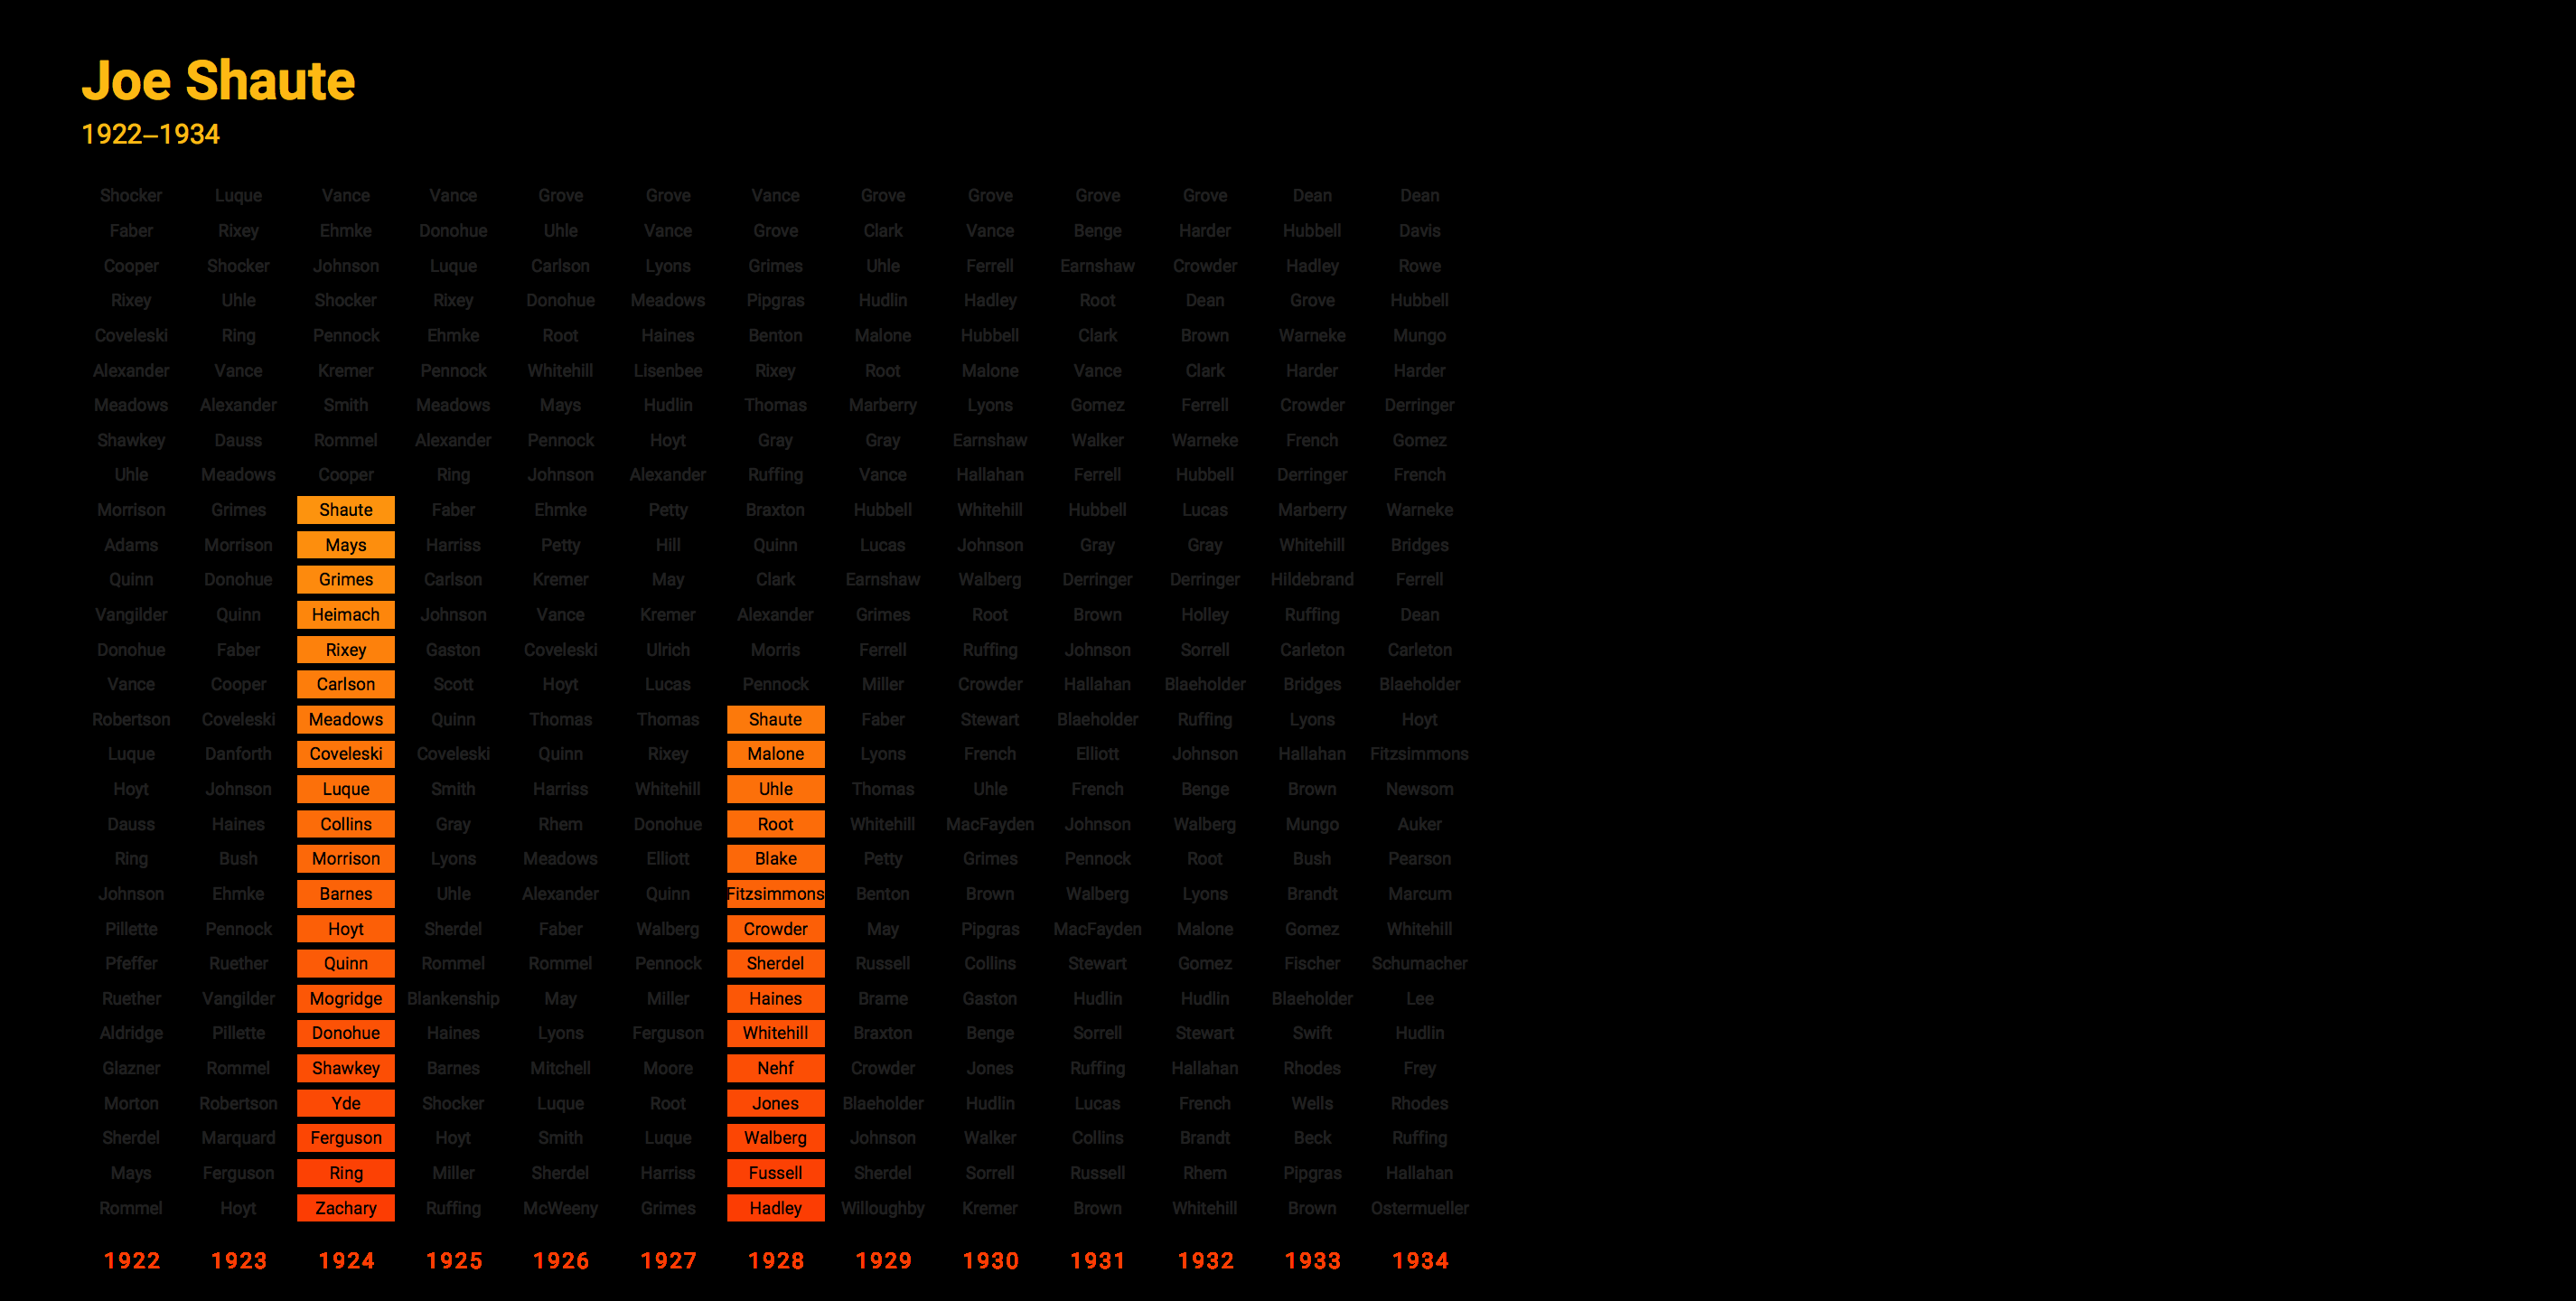 Joe Shaute
1922–1934
Shocker Luque Vance Vance Grove Grove Vance Grove Grove Grove Grove Dean Dean
Faber Rixey Ehmke Donohue Uhle Vance Grove Clark Vance Benge Harder Hubbell Davis
Cooper Shocker Johnson Luque Carlson Lyons Grimes Uhle Ferrell Earnshaw Crowder Hadley Rowe
Rixey Uhle Shocker Rixey Donohue Meadows Pipgras Hudlin Hadley Root Dean Grove Hubbell
Coveleski Ring Pennock Ehmke Root Haines Benton Malone Hubbell Clark Brown Warneke Mungo
Alexander Vance Kremer Pennock Whitehill Lisenbee Rixey Root Malone Vance Clark Harder Harder
Meadows Alexander Smith Meadows Mays Hudlin Thomas Marberry Lyons Gomez Ferrell Crowder Derringer
Shawkey Dauss Rommel Alexander Pennock Hoyt Gray Gray Earnshaw Walker Warneke French Gomez
Uhle Meadows Cooper Ring Johnson Alexander Ruffing Vance Hallahan Ferrell Hubbell Derringer French
Morrison Grimes Shaute Faber Ehmke Petty Braxton Hubbell Whitehill Hubbell Lucas Marberry Warneke
Adams Morrison Mays Harriss Petty Hill Quinn Lucas Johnson Gray Gray Whitehill Bridges
Quinn Donohue Grimes Carlson Kremer May Clark Earnshaw Walberg Derringer Derringer Hildebrand Ferrell
Vangilder Quinn Heimach Johnson Vance Kremer Alexander Grimes Root Brown Holley Ruffing Dean
Donohue Faber Rixey Gaston Coveleski Ulrich Morris Ferrell Ruffing Johnson Sorrell Carleton Carleton
Vance Cooper Carlson Scott Hoyt Lucas Pennock Miller Crowder Hallahan Blaeholder Bridges Blaeholder
Robertson Coveleski Meadows Quinn Thomas Thomas Shaute Faber Stewart Blaeholder Ruffing Lyons Hoyt
Luque Danforth Coveleski Coveleski Quinn Rixey Malone Lyons French Elliott Johnson Hallahan Fitzsimmons
Hoyt Johnson Luque Smith Harriss Whitehill Uhle Thomas Uhle French Benge Brown Newsom
Dauss Haines Collins Gray Rhem Donohue Root Whitehill MacFayden Johnson Walberg Mungo Auker
Ring Bush Morrison Lyons Meadows Elliott Blake Petty Grimes Pennock Root Bush Pearson
Johnson Ehmke Barnes Uhle Alexander Quinn Fitzsimmons Benton Brown Walberg Lyons Brandt Marcum
Pillette Pennock Hoyt Sherdel Faber Walberg Crowder May Pipgras MacFayden Malone Gomez Whitehill
Pfeffer Ruether Quinn Rommel Rommel Pennock Sherdel Russell Collins Stewart Gomez Fischer Schumacher
Ruether Vangilder Mogridge Blankenship May Miller Haines Brame Gaston Hudlin Hudlin Blaeholder Lee
Aldridge Pillette Donohue Haines Lyons Ferguson Whitehill Braxton Benge Sorrell Stewart Swift Hudlin
Glazner Rommel Shawkey Barnes Mitchell Moore Nehf Crowder Jones Ruffing Hallahan Rhodes Frey
Morton Robertson Yde Shocker Luque Root Jones Blaeholder Hudlin Lucas French Wells Rhodes
Sherdel Marquard Ferguson Hoyt Smith Luque Walberg Johnson Walker Collins Brandt Beck Ruffing
Mays Ferguson Ring Miller Sherdel Harriss Fussell Sherdel Sorrell Russell Rhem Pipgras Hallahan
Rommel Hoyt Zachary Ruffing McWeeny Grimes Hadley Willoughby Kremer Brown Whitehill Brown Ostermueller
1922 1923 1924 1925 1926 1927 1928 1929 1930 1931 1932 1933 1934